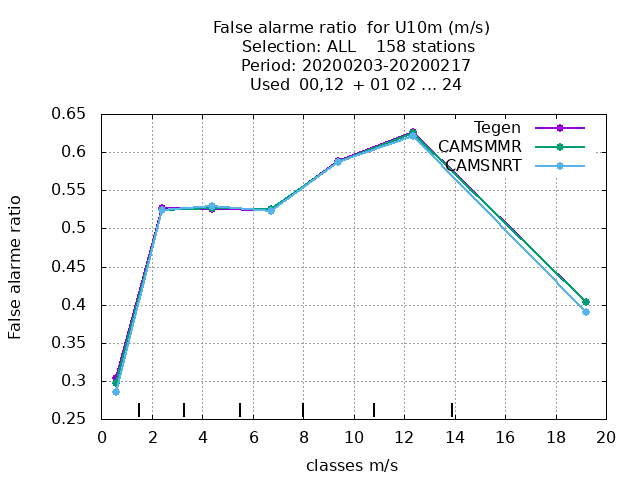 False alarme ratio  for U10m (m/s)
Selection: ALL    158 stations
Period: 20200203-20200217
Used  00,12  + 01 02 ... 24
0.65
0.6
0.55
0.5
0.45
0.4
0.35
0.3
0.25
False alarme ratio
Tegen
CAMSMMR
CAMSNRT
0 2 4 6 8 10 12 14 16 18 20
classes m/s